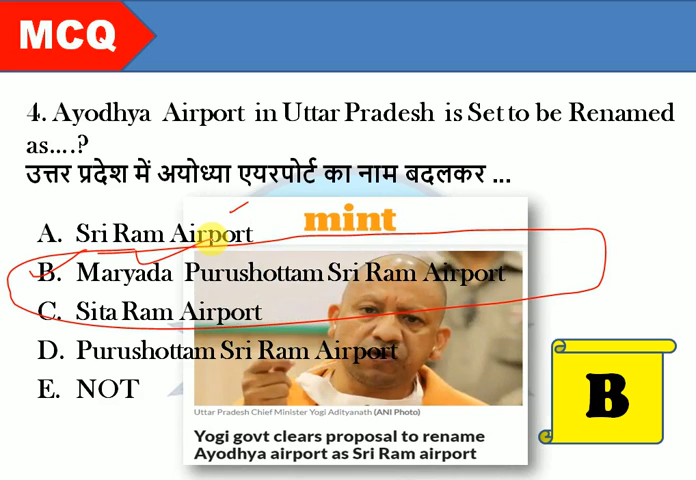 MCQ
4. Ayodhya Airport in Uttar Pradesh is Set to be Renamed
as....?
उत्तर प्रदेश में अयोध्या एयरपोर्ट का नाम बदलकर ...
mint
A. Sri Ram Airport
B. Maryada Purushottam Sri Ram Airport
C. Sita Ram Airport
D. Purushottam Sri Ram Airport
E. NOT
B
Uttar Pradesh Chief Minister Yogi Adityanath (ANI Photo)
Yogi govt clears proposal to rename
Ayodhya airport as Sri Ram airport